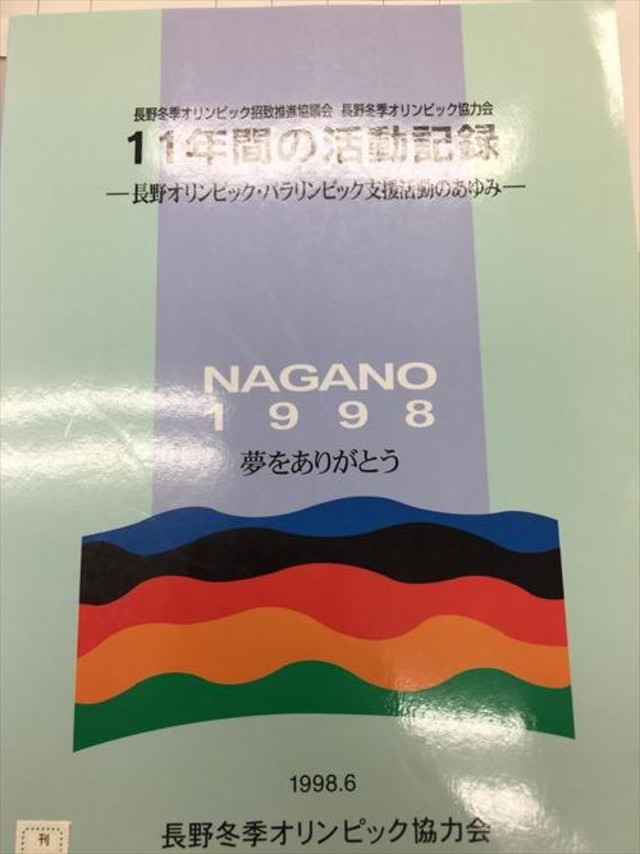 長野冬季オリンピック招致推進協議会 長野冬季オリンピック協力会
11年間の活動記録
―長野オリンピック・パラリンピック支援活動のあゆみ―
NAGANO
1998
夢をありがとう
1998.6
長野冬季オリンピック協力会
刊